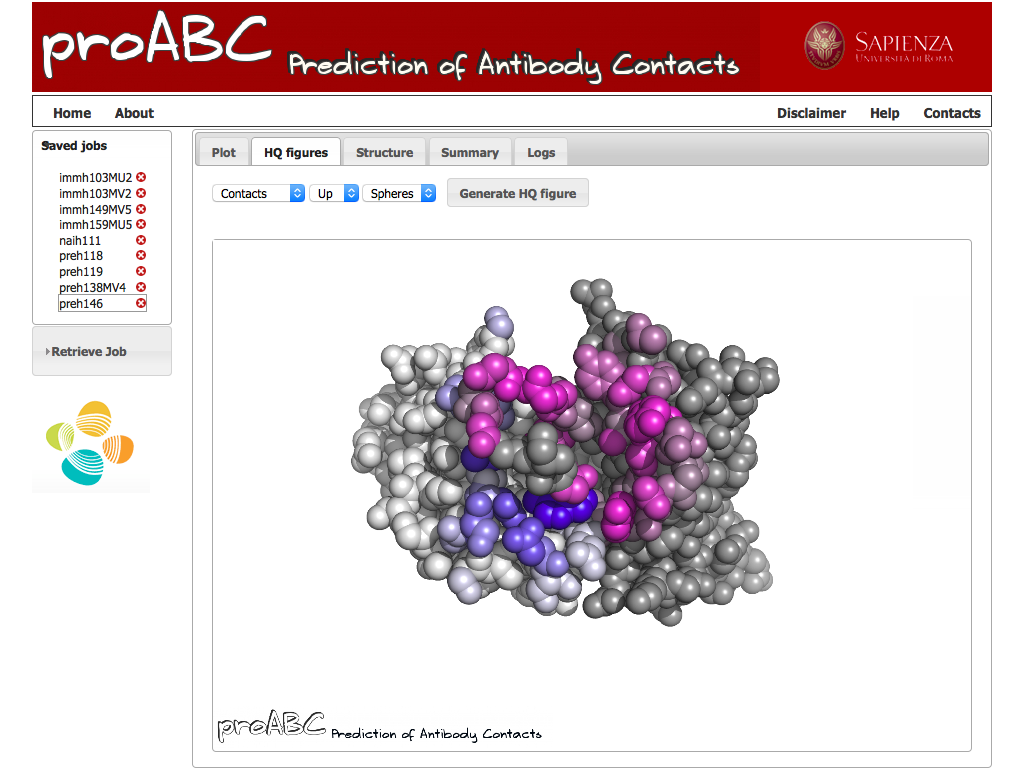 proABC Prediction of Antibody Contacts
SAPIENZA
UNIVERSITÀ DI ROMA
Home About Disclaimer Help Contacts
Saved jobs
immh103MU2
immh103MV2
immh149MV5
immh159MU5
naih111
preh118
preh119
preh138MV4
preh146
Retrieve Job
Plot HQ figures Structure Summary Logs
Contacts Up Spheres Generate HQ figure
proABC Prediction of Antibody Contacts